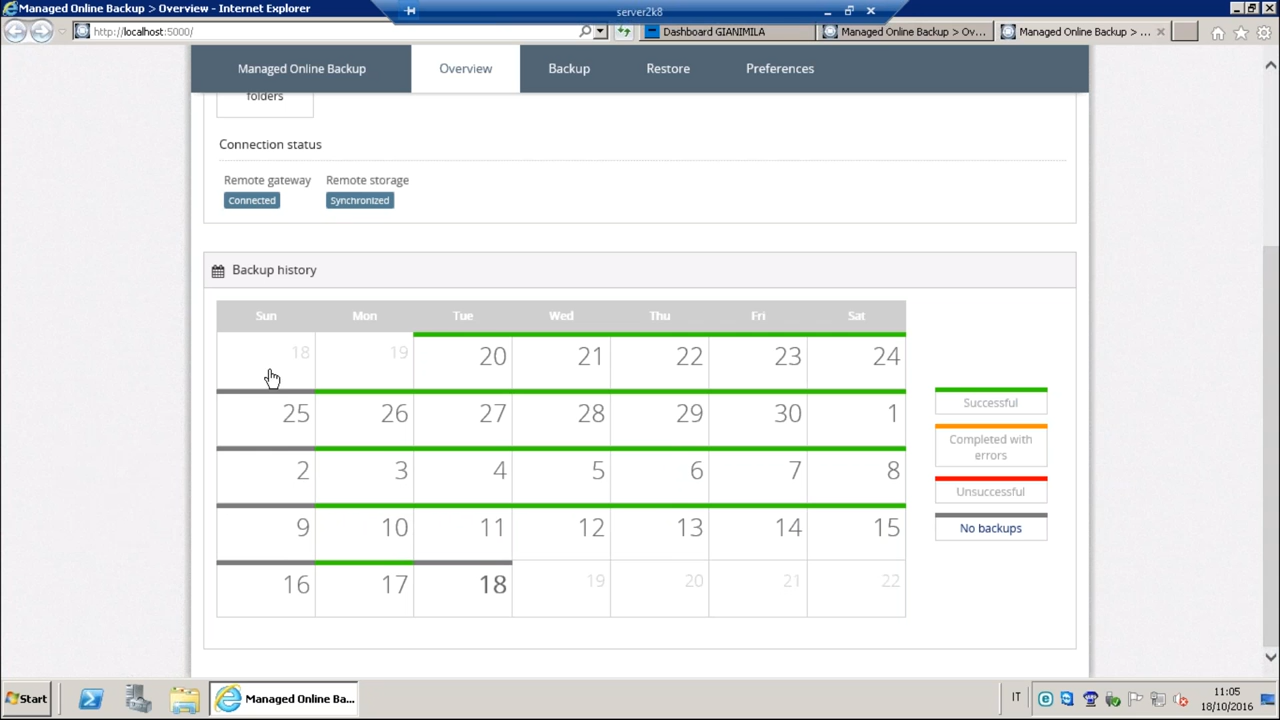 Managed Online Backup > Overview - Internet Explorer
server2k8
http://localhost:5000/
Dashboard GIANIMILA
Managed Online Backup > Ov...
Managed Online Backup > ...
Managed Online Backup
Overview
Backup
Restore
Preferences
folders
Connection status
Remote gateway Remote storage
Connected Synchronized
Backup history
Sun Mon Tue Wed Thu Fri Sat
18 19 20 21 22 23 24
25 26 27 28 29 30 1
2 3 4 5 6 7 8
9 10 11 12 13 14 15
16 17 18 19 20 21 22
Successful
Completed with
errors
Unsuccessful
No backups
Start
Managed Online Ba...
IT
11:05
18/10/2016